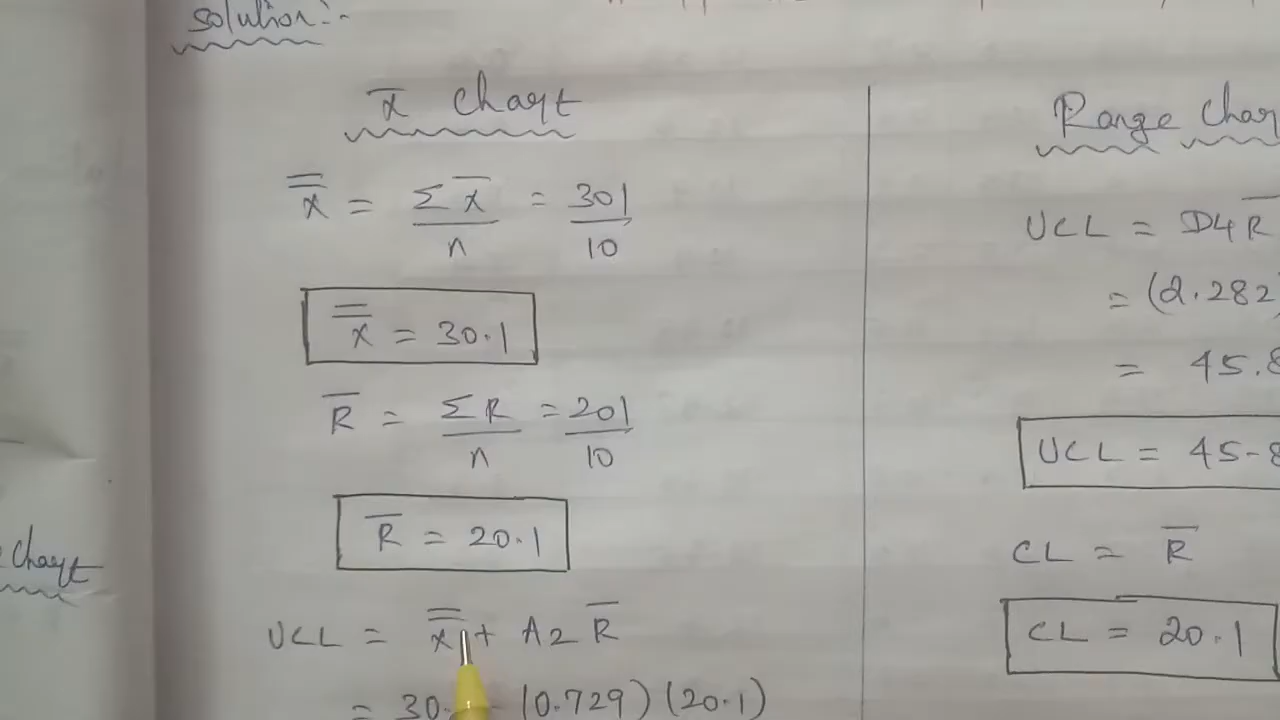 solution:-
x̄ chart
x̿ = Σx̄ / n = 301 / 10
x̿ = 30.1
R̄ = ΣR / n = 201 / 10
R̄ = 20.1
UCL = x̿ + A2 R̄
= 30. (0.729) (20.1)
Range Char
UCL = D4 R̄
= (2.282)
= 45.8
UCL = 45-8
CL = R̄
CL = 20.1
chart